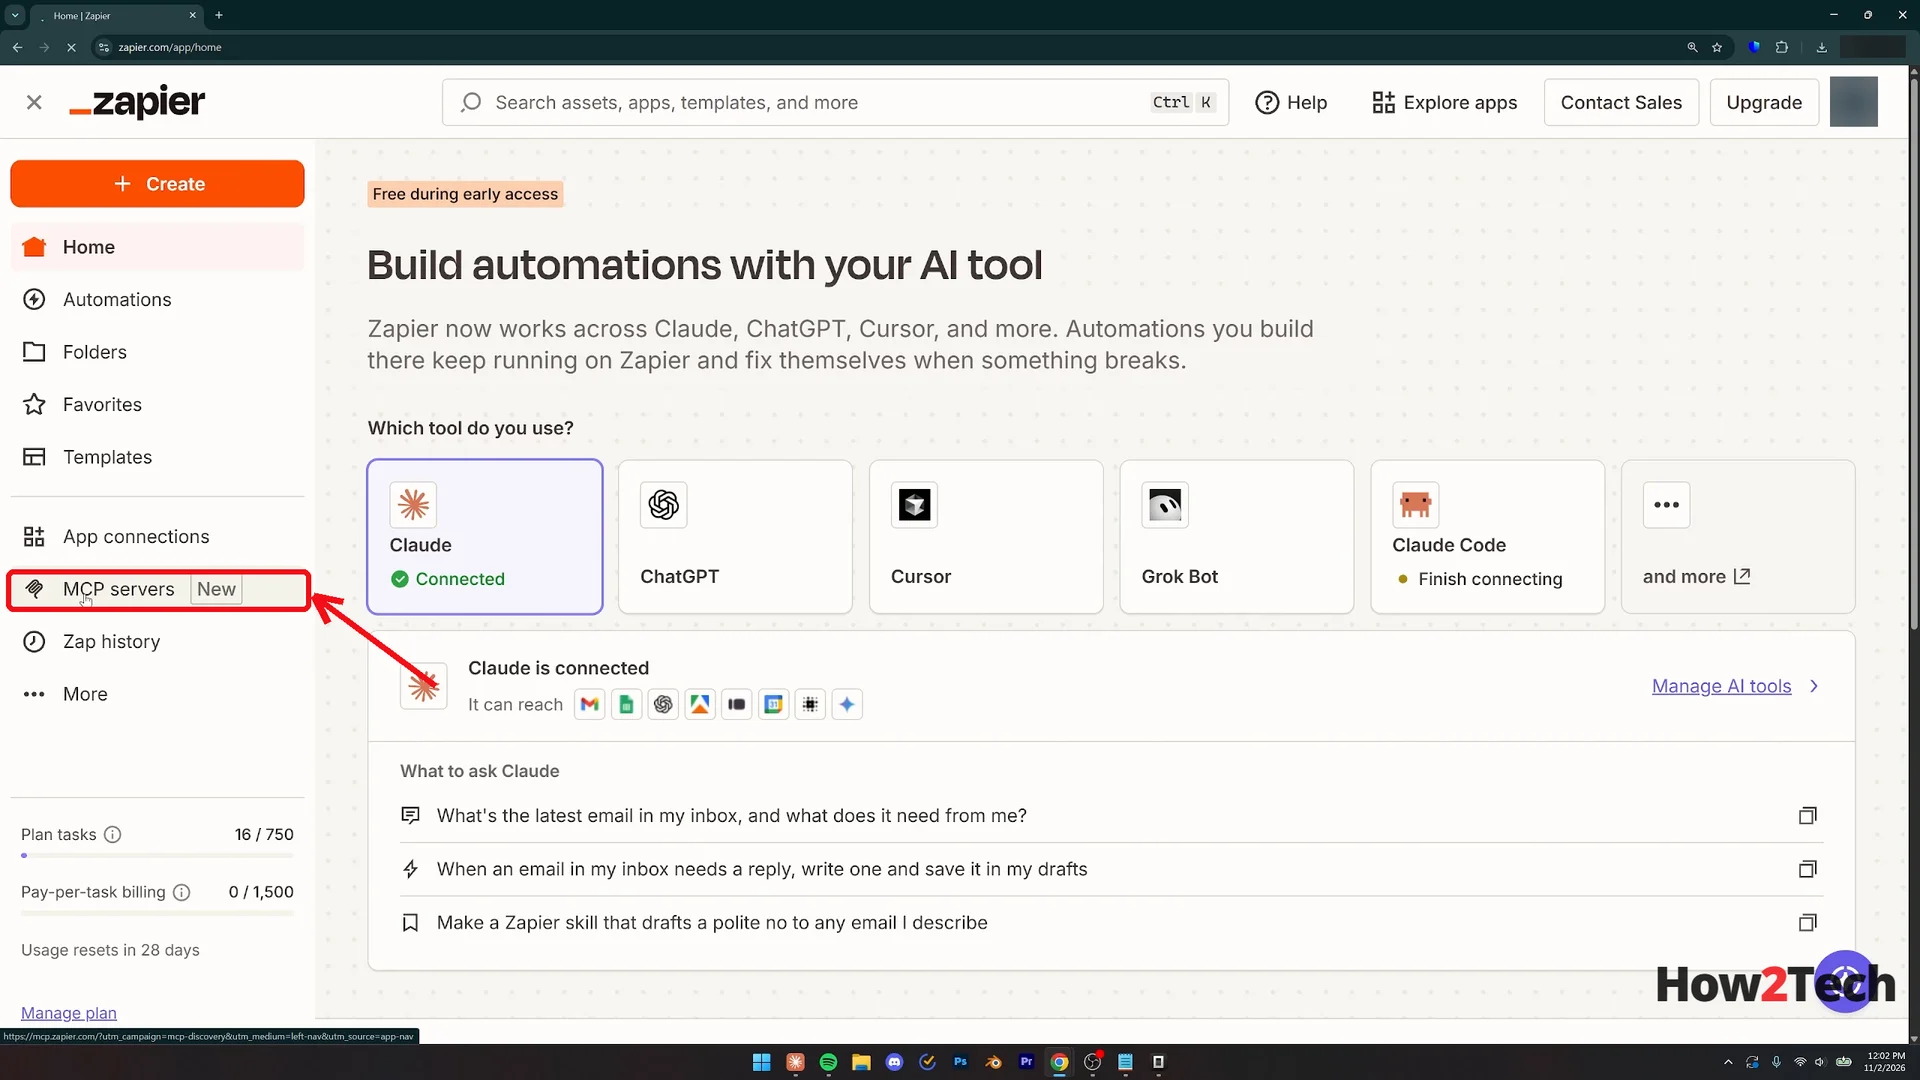 Home | Zapier
zapier.com/app/home
zapier
Search assets, apps, templates, and more
Ctrl K
Help
Explore apps
Contact Sales
Upgrade
+ Create
Home
Automations
Folders
Favorites
Templates
App connections
MCP servers New
Zap history
More
Plan tasks 16 / 750
Pay-per-task billing 0 / 1,500
Usage resets in 28 days
Manage plan
Free during early access
Build automations with your AI tool
Zapier now works across Claude, ChatGPT, Cursor, and more. Automations you build
there keep running on Zapier and fix themselves when something breaks.
Which tool do you use?
Claude
Connected
ChatGPT
Cursor
Grok Bot
Claude Code
Finish connecting
and more
Claude is connected
It can reach
31
Manage AI tools
What to ask Claude
What's the latest email in my inbox, and what does it need from me?
When an email in my inbox needs a reply, write one and save it in my drafts
Make a Zapier skill that drafts a polite no to any email I describe
How2Tech
https://mcp.zapier.com/?utm_campaign=mcp-discovery&utm_medium=left-nav&utm_source=app-nav
Ps
Pr
12:02 PM
11/2/2026